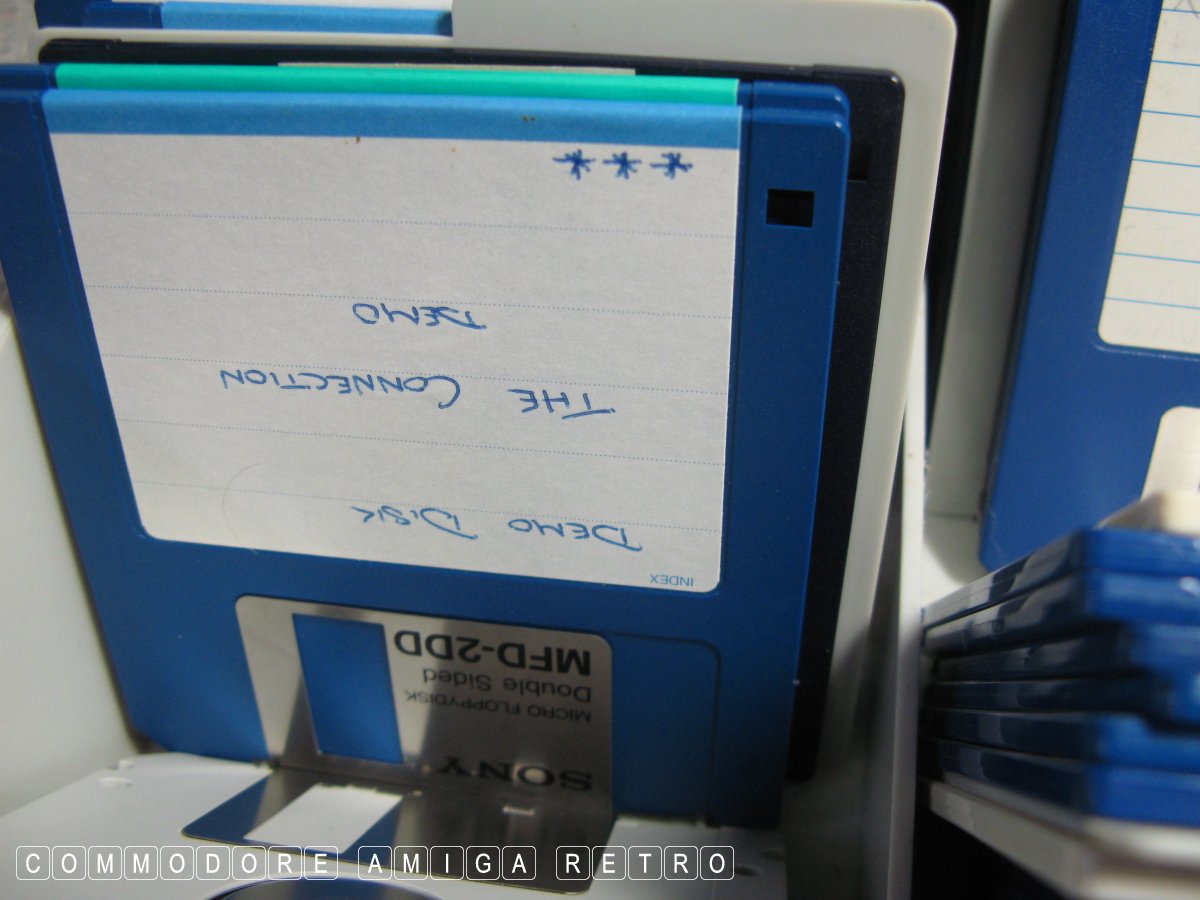 INDEX
DEMO DISK
THE CONNECTION
DEMO
***
SONY
MICRO FLOPPYDISK
Double Sided
MFD-2DD
COMMODORE AMIGA RETRO